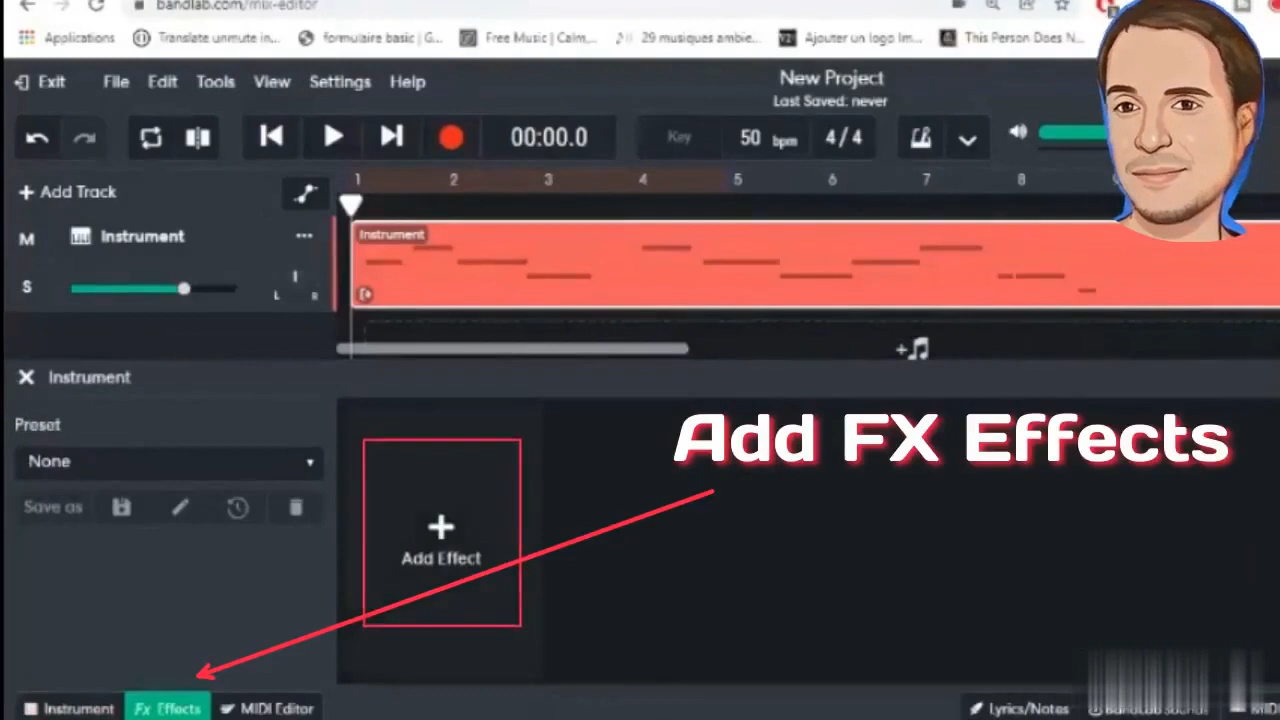 bandlab.com/mix-editor
Applications Translate unmute in... formulaire basic | G... Free Music | Calm,... 29 musiques ambie... Ajouter un logo Im... This Person Does N...
Exit File Edit Tools View Settings Help
New Project
Last Saved: never
00:00.0 Key 50 bpm 4/4
+ Add Track
1 2 3 4 5 6 7 8
M Instrument ...
Instrument
S
L R
Instrument
Preset
None
Save as
Add FX Effects
+
Add Effect
Instrument Fx Effects MIDI Editor Lyrics/Notes